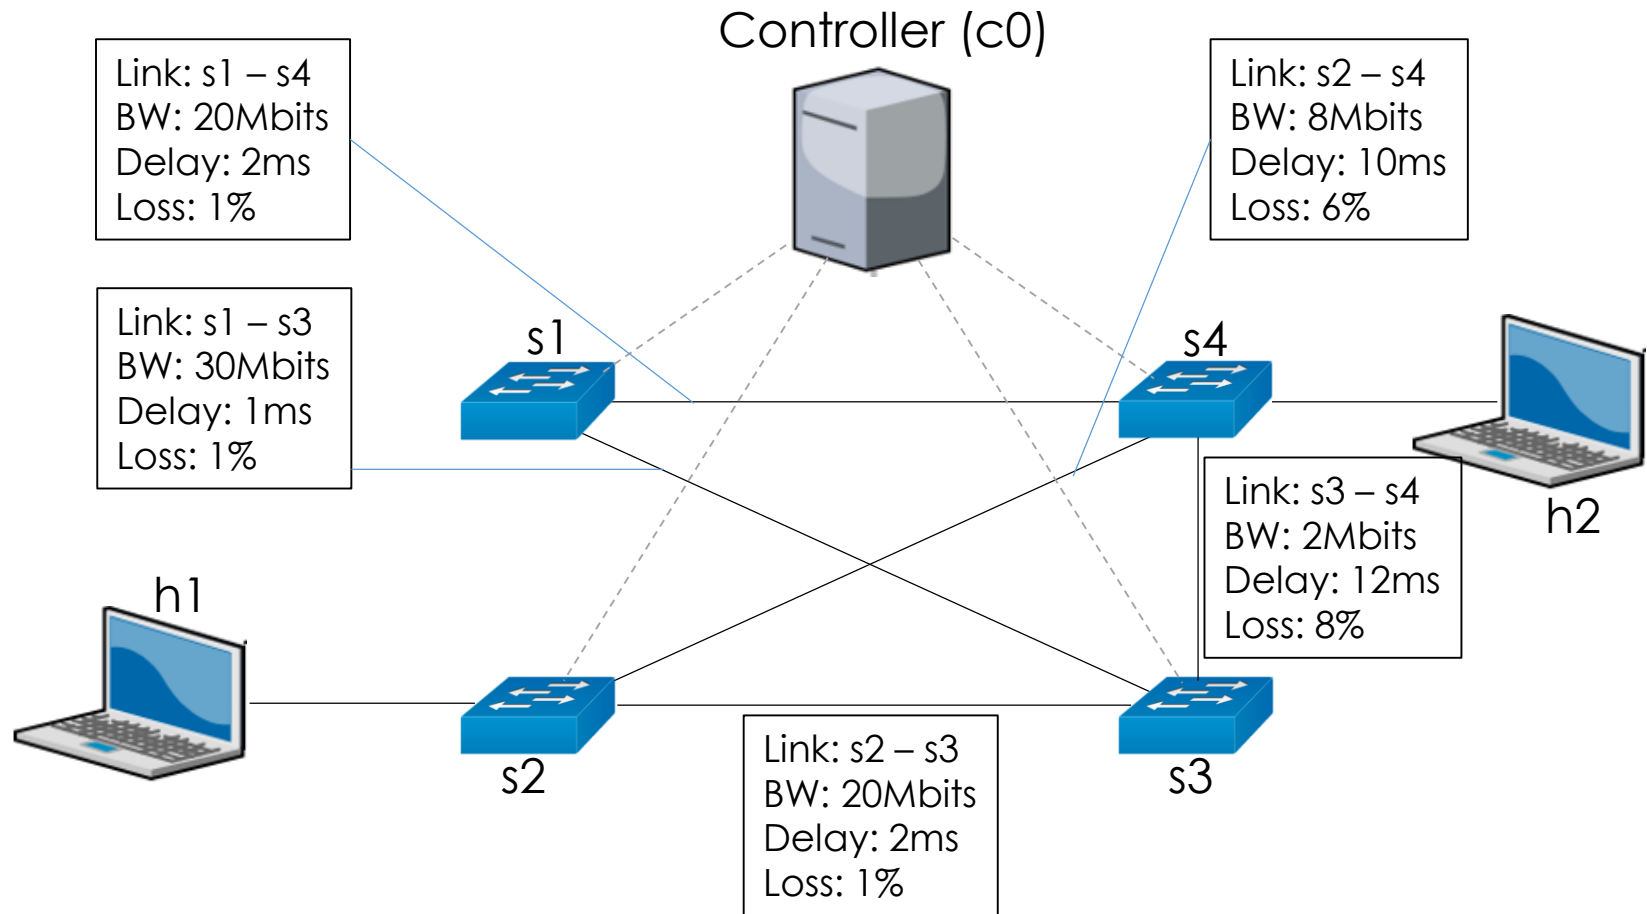 Controller (c0)
Link: s1 – s4
BW: 20Mbits
Delay: 2ms
Loss: 1%
Link: s2 – s4
BW: 8Mbits
Delay: 10ms
Loss: 6%
Link: s1 – s3
BW: 30Mbits
Delay: 1ms
Loss: 1%
s1
s4
Link: s3 – s4
BW: 2Mbits
Delay: 12ms
Loss: 8%
h2
h1
s2
Link: s2 – s3
BW: 20Mbits
Delay: 2ms
Loss: 1%
s3